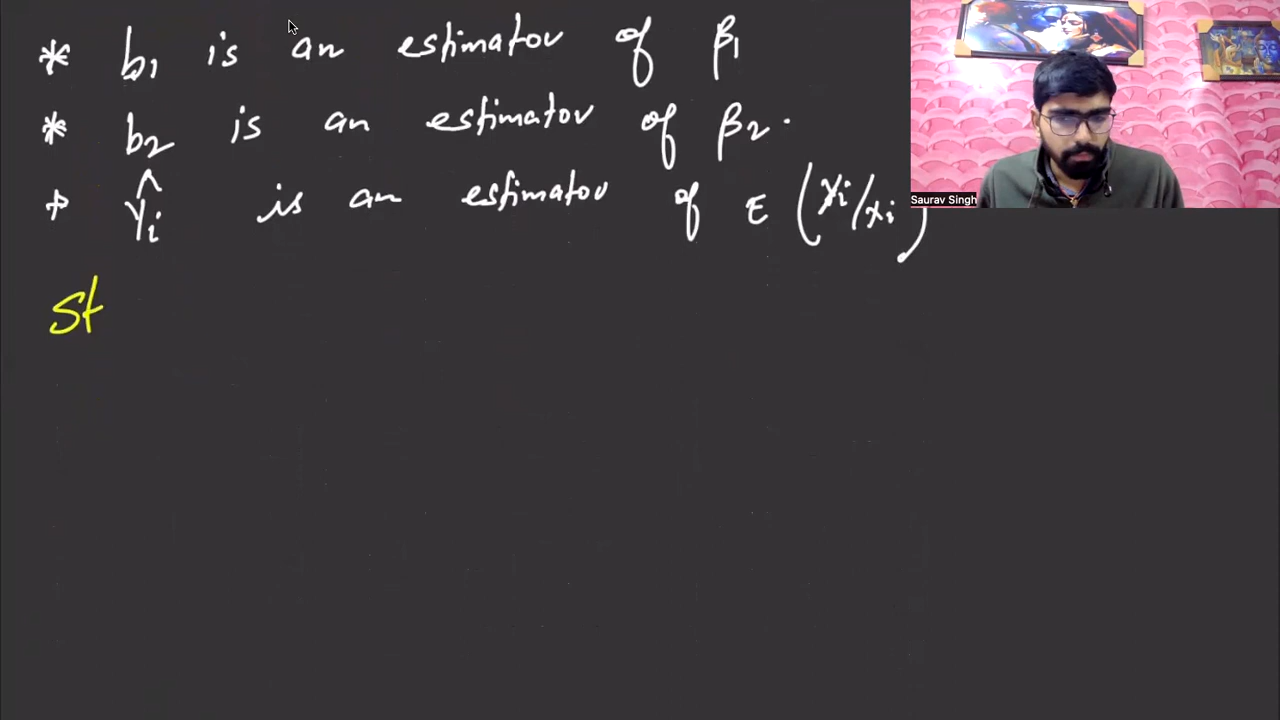 * b₁ is an estimator of β₁
* b₂ is an estimator of β₂.
* Ŷᵢ is an estimator of E (Yᵢ/xᵢ)
St
Saurav Singh